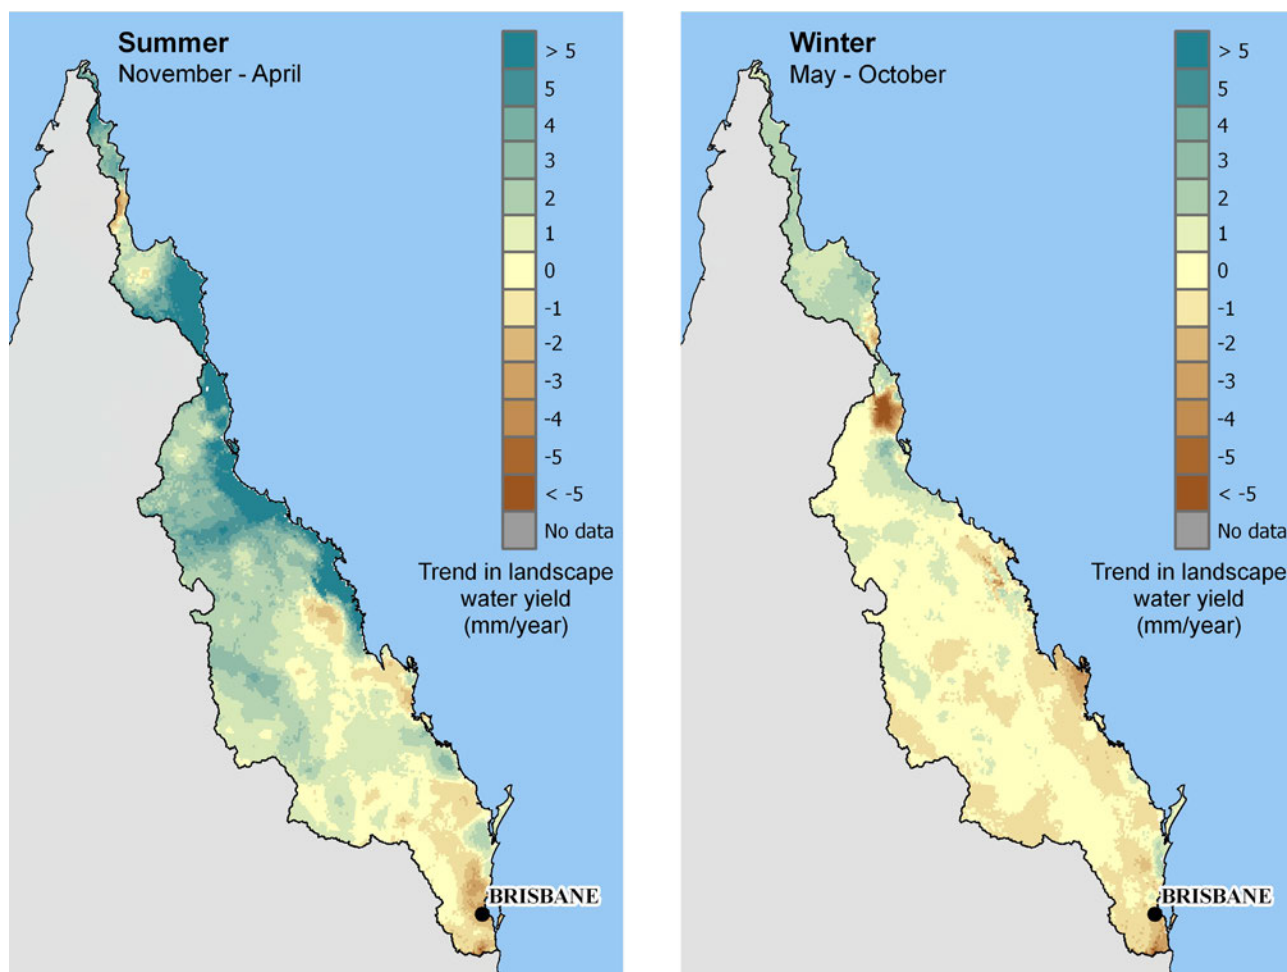 Summer
November - April
> 5
5
4
3
2
1
0
-1
-2
-3
-4
-5
< -5
No data
Trend in landscape
water yield
(mm/year)
BRISBANE
Winter
May - October
> 5
5
4
3
2
1
0
-1
-2
-3
-4
-5
< -5
No data
Trend in landscape
water yield
(mm/year)
BRISBANE